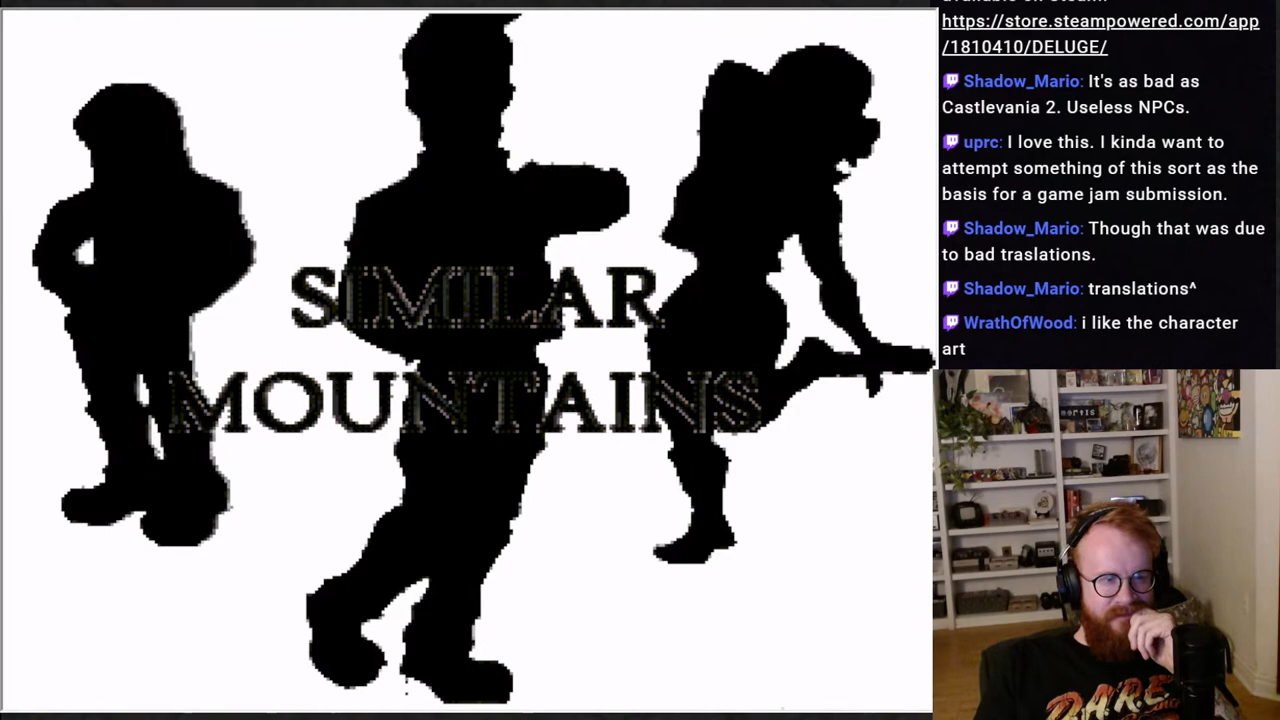 SIMILAR
MOUNTAINS
https://store.steampowered.com/app
/1810410/DELUGE/
Shadow_Mario: It's as bad as
Castlevania 2. Useless NPCs.
uprc: I love this. I kinda want to
attempt something of this sort as the
basis for a game jam submission.
Shadow_Mario: Though that was due
to bad traslations.
Shadow_Mario: translations^
WrathOfWood: i like the character
art
mortis
D.A.R.E.